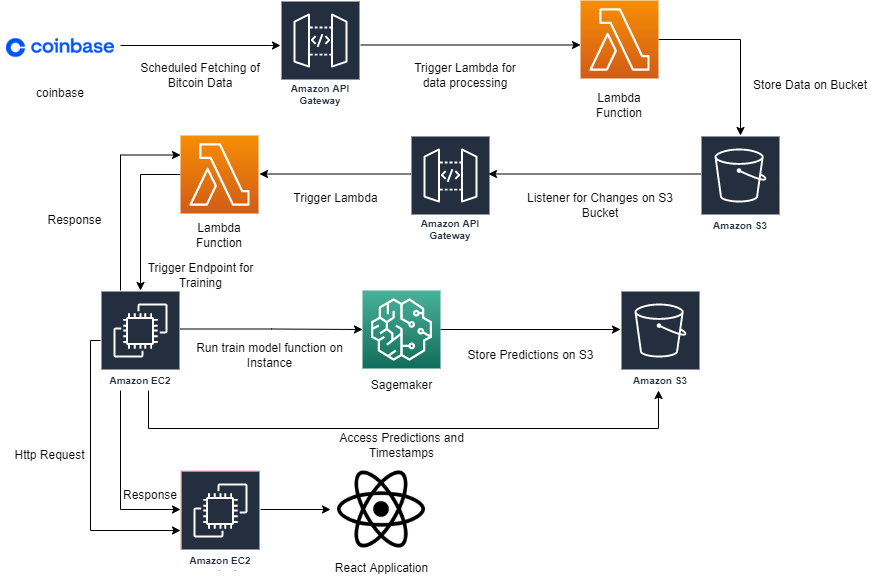 coinbase
coinbase
Scheduled Fetching of
Bitcoin Data
Amazon API
Gateway
Trigger Lambda for
data processing
Lambda
Function
Store Data on Bucket
Response
Lambda
Function
Trigger Lambda
Amazon API
Gateway
Listener for Changes on S3
Bucket
Amazon S3
Trigger Endpoint for
Training
Amazon EC2
Run train model function on
Instance
Sagemaker
Store Predictions on S3
Amazon S3
Access Predictions and
Timestamps
Http Request
Response
Amazon EC2
React Application